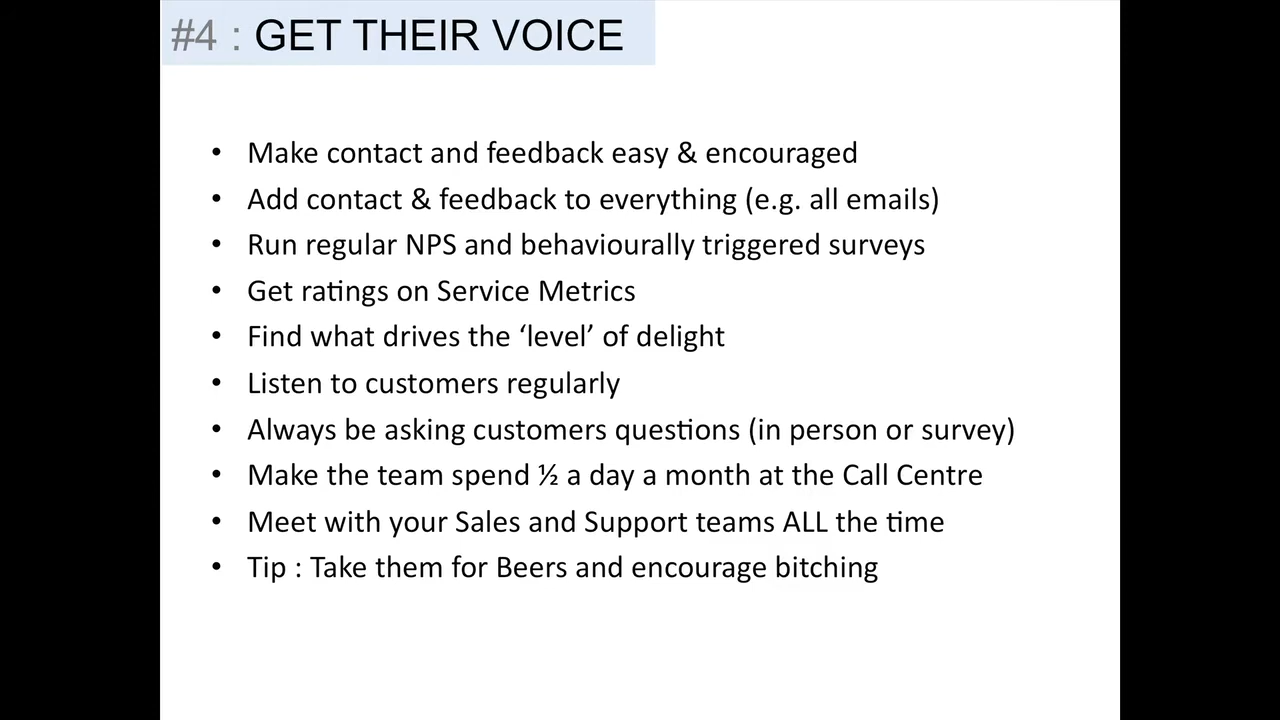 #4 : GET THEIR VOICE
• Make contact and feedback easy & encouraged
• Add contact & feedback to everything (e.g. all emails)
• Run regular NPS and behaviourally triggered surveys
• Get ratings on Service Metrics
• Find what drives the ‘level’ of delight
• Listen to customers regularly
• Always be asking customers questions (in person or survey)
• Make the team spend ½ a day a month at the Call Centre
• Meet with your Sales and Support teams ALL the time
• Tip : Take them for Beers and encourage bitching